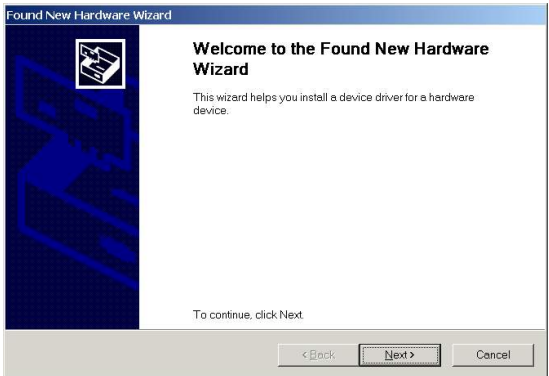 Found New Hardware Wizard
Welcome to the Found New Hardware
Wizard
This wizard helps you install a device driver for a hardware
device.
To continue, click Next.
< Back Next > Cancel